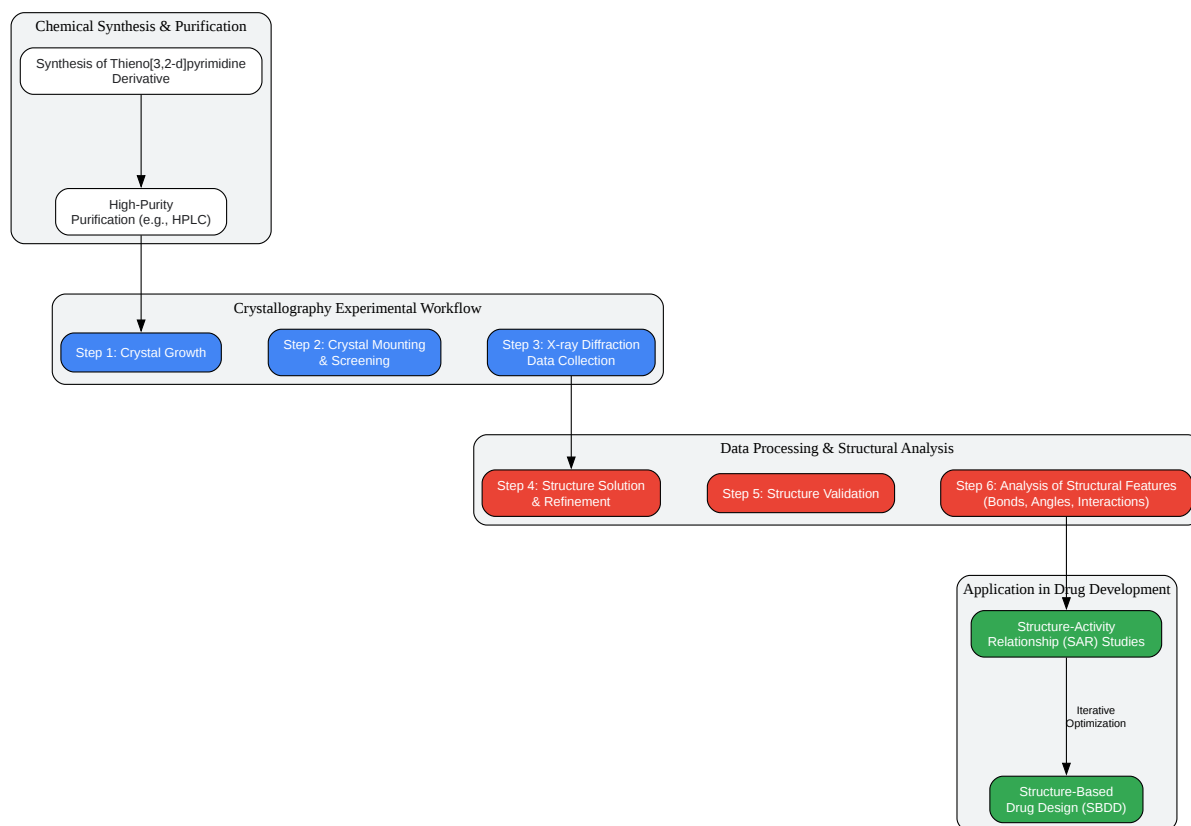 Chemical Synthesis & Purification
Synthesis of Thieno[3,2-d]pyrimidine
Derivative
High-Purity
Purification (e.g., HPLC)
Crystallography Experimental Workflow
Step 1: Crystal Growth
Step 2: Crystal Mounting
& Screening
Step 3: X-ray Diffraction
Data Collection
Data Processing & Structural Analysis
Step 4: Structure Solution
& Refinement
Step 5: Structure Validation
Step 6: Analysis of Structural Features
(Bonds, Angles, Interactions)
Application in Drug Development
Structure-Activity
Relationship (SAR) Studies
Iterative
Optimization
Structure-Based
Drug Design (SBDD)